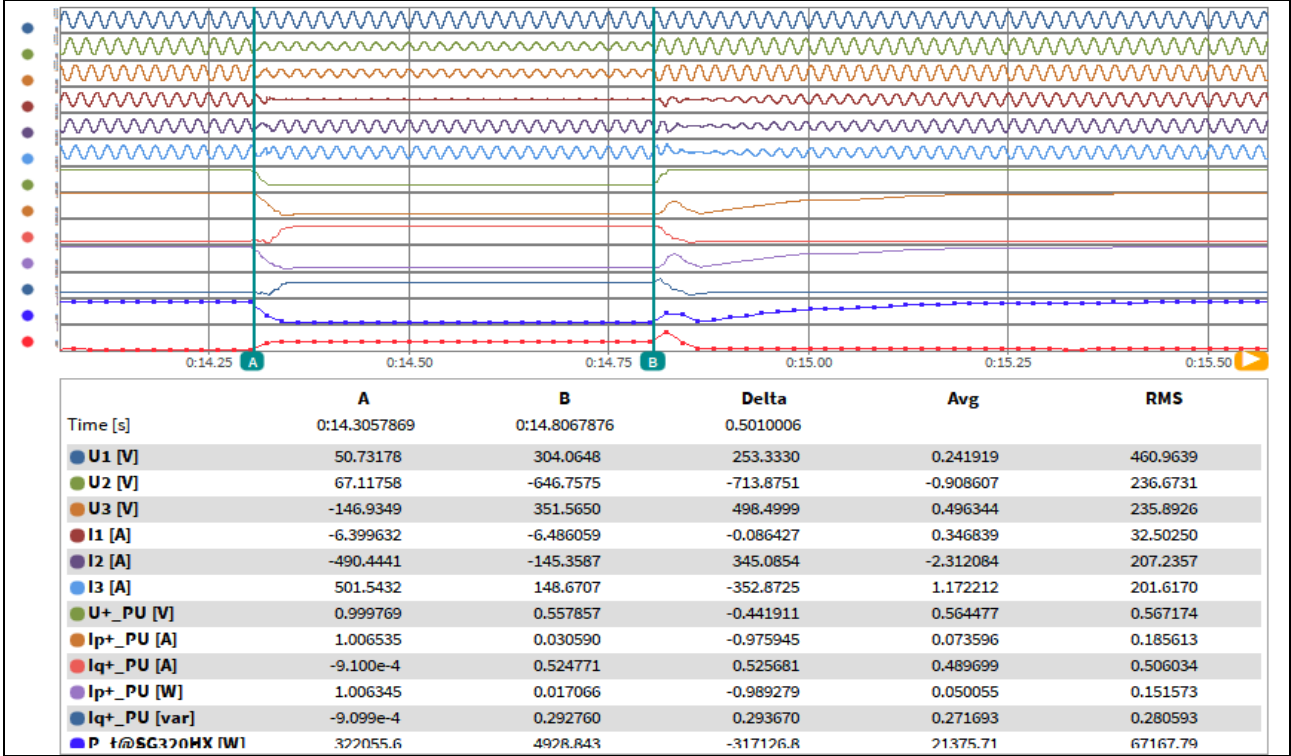 0:14.25 A 0:14.50 0:14.75 B 0:15.00 0:15.25 0:15.50
A B Delta Avg RMS
Time [s] 0:14.3057869 0:14.8067876 0.5010006
U1 [V] 50.73178 304.0648 253.3330 0.241919 460.9639
U2 [V] 67.11758 -646.7575 -713.8751 -0.908607 236.6731
U3 [V] -146.9349 351.5650 498.4999 0.496344 235.8926
I1 [A] -6.399632 -6.486059 -0.086427 0.346839 32.50250
I2 [A] -490.4441 -145.3587 345.0854 -2.312084 207.2357
I3 [A] 501.5432 148.6707 -352.8725 1.172212 201.6170
U+_PU [V] 0.999769 0.557857 -0.441911 0.564477 0.567174
Ip+_PU [A] 1.006535 0.030590 -0.975945 0.073596 0.185613
Iq+_PU [A] -9.100e-4 0.524771 0.525681 0.489699 0.506034
Ip+_PU [W] 1.006345 0.017066 -0.989279 0.050055 0.151573
Iq+_PU [var] -9.099e-4 0.292760 0.293670 0.271693 0.280593
P_t@SG320HX [W] 322055.6 4928.843 -317126.8 21375.71 67167.79